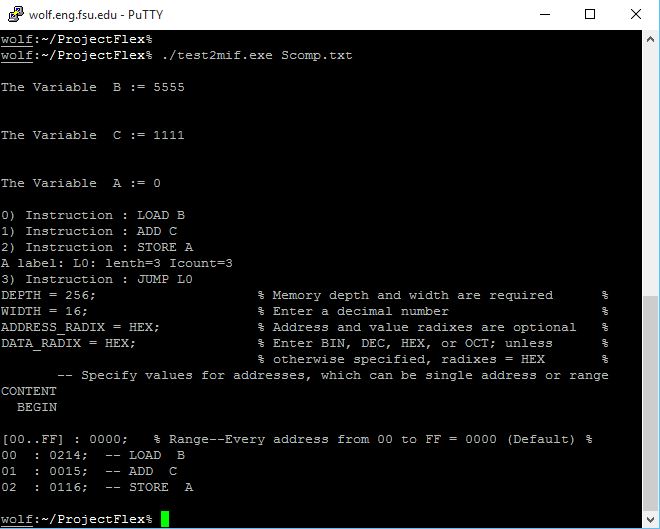 wolf.eng.fsu.edu - PuTTY
wolf:~/ProjectFlex%
wolf:~/ProjectFlex% ./test2mif.exe Scomp.txt
The Variable  B := 5555
The Variable  C := 1111
The Variable  A := 0
0) Instruction : LOAD B
1) Instruction : ADD C
2) Instruction : STORE A
A label: L0: lenth=3 Icount=3
3) Instruction : JUMP L0
DEPTH = 256;                     % Memory depth and width are required      %
WIDTH = 16;                      % Enter a decimal number                   %
ADDRESS_RADIX = HEX;             % Address and value radixes are optional   %
DATA_RADIX = HEX;                % Enter BIN, DEC, HEX, or OCT; unless      %
                                 % otherwise specified, radixes = HEX       %
       -- Specify values for addresses, which can be single address or range
CONTENT
  BEGIN
[00..FF] : 0000;   % Range--Every address from 00 to FF = 0000 (Default) %
00  : 0214;  -- LOAD  B
01  : 0015;  -- ADD  C
02  : 0116;  -- STORE  A
wolf:~/ProjectFlex%